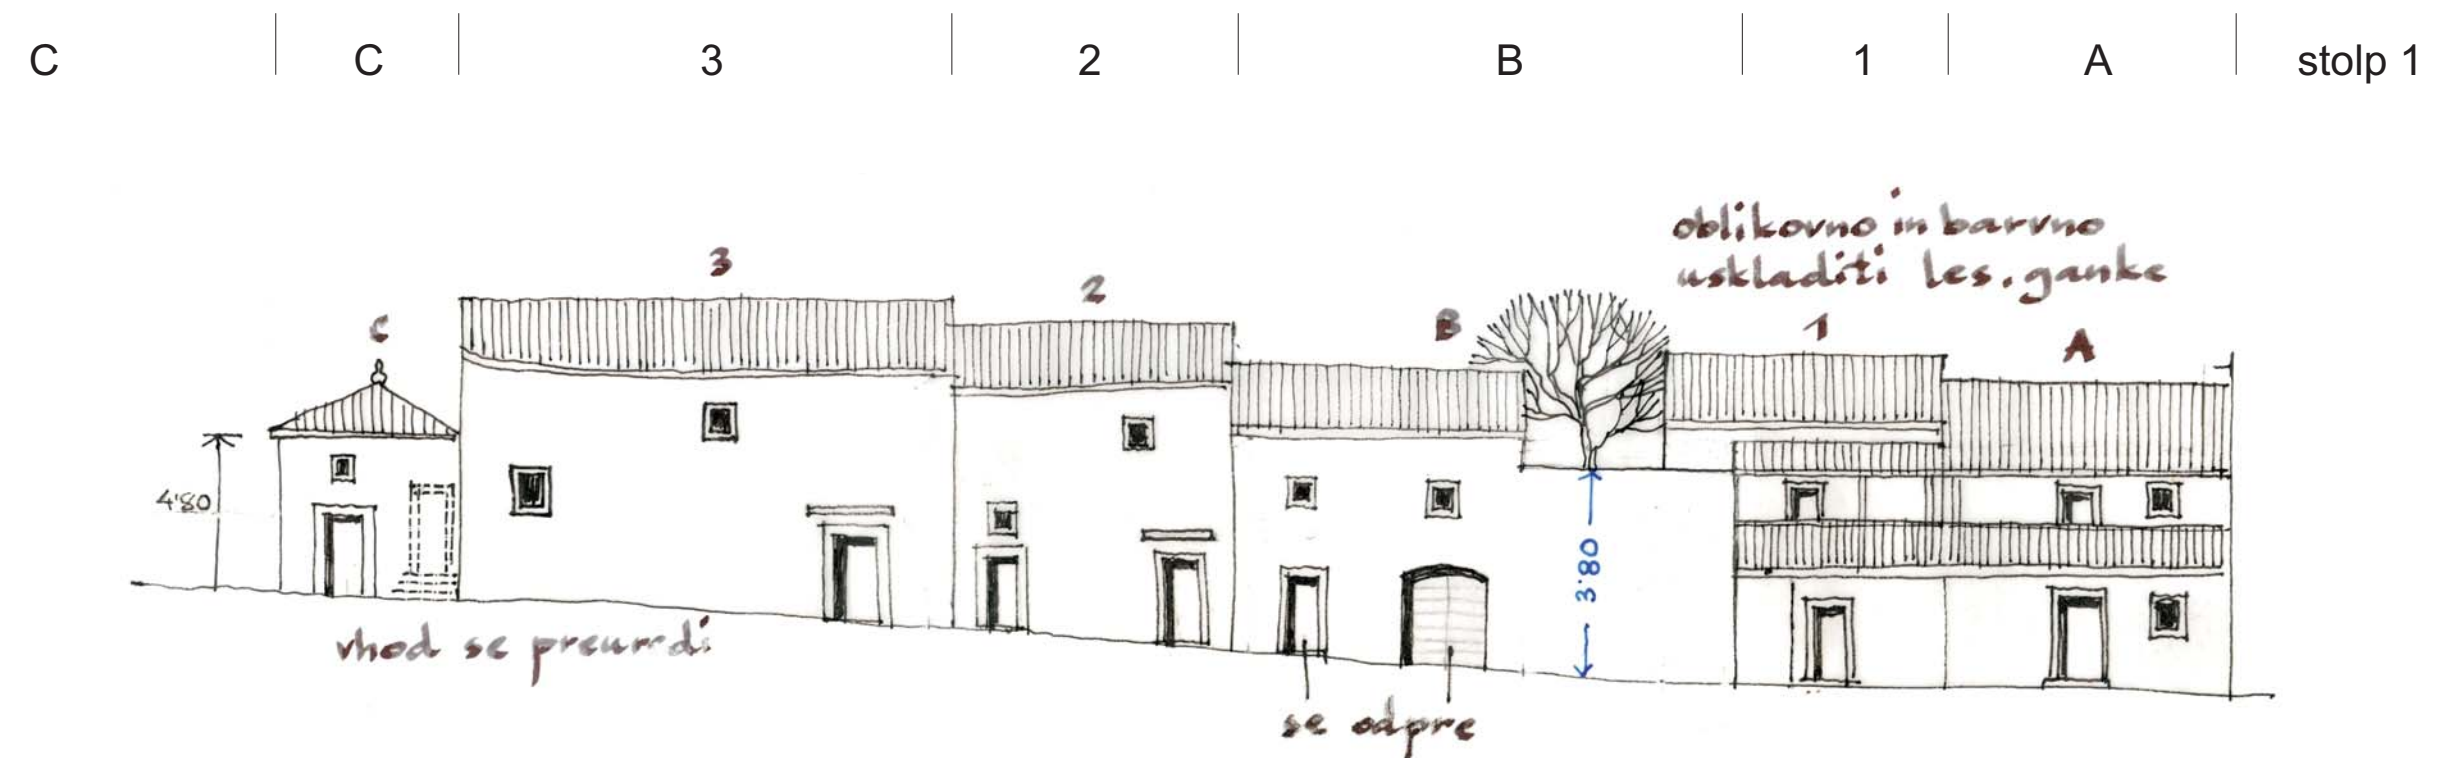 C C 3 2 B 1 A stolp 1
oblikovno in barvno
uskladiti les. ganke
3
2
C
B
1
A
4'80
3'80
vhod se preuredi
se odpre